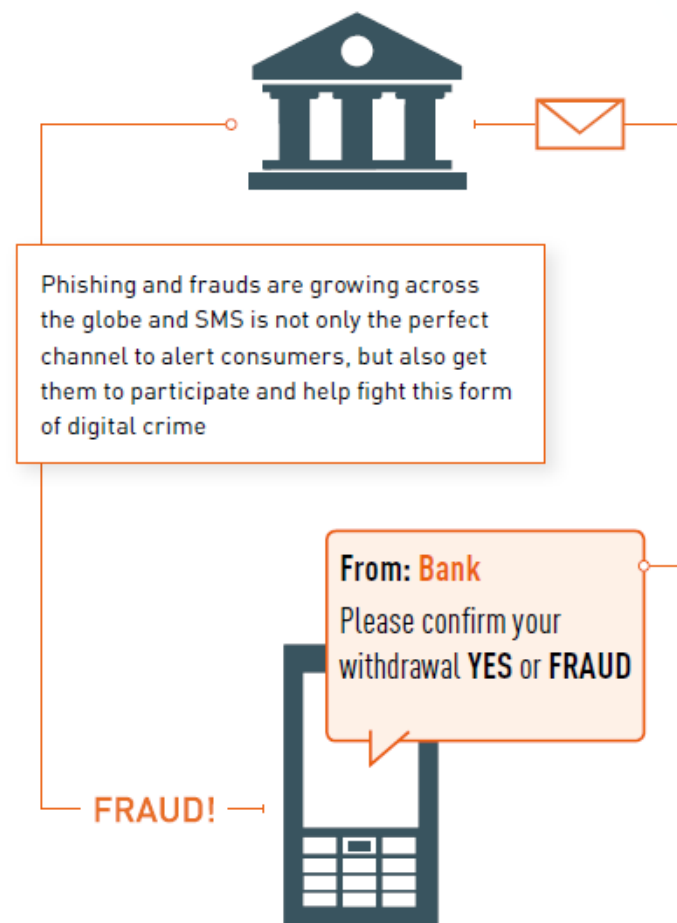 Phishing and frauds are growing across
the globe and SMS is not only the perfect
channel to alert consumers, but also get
them to participate and help fight this form
of digital crime
From: Bank
Please confirm your
withdrawal YES or FRAUD
FRAUD!